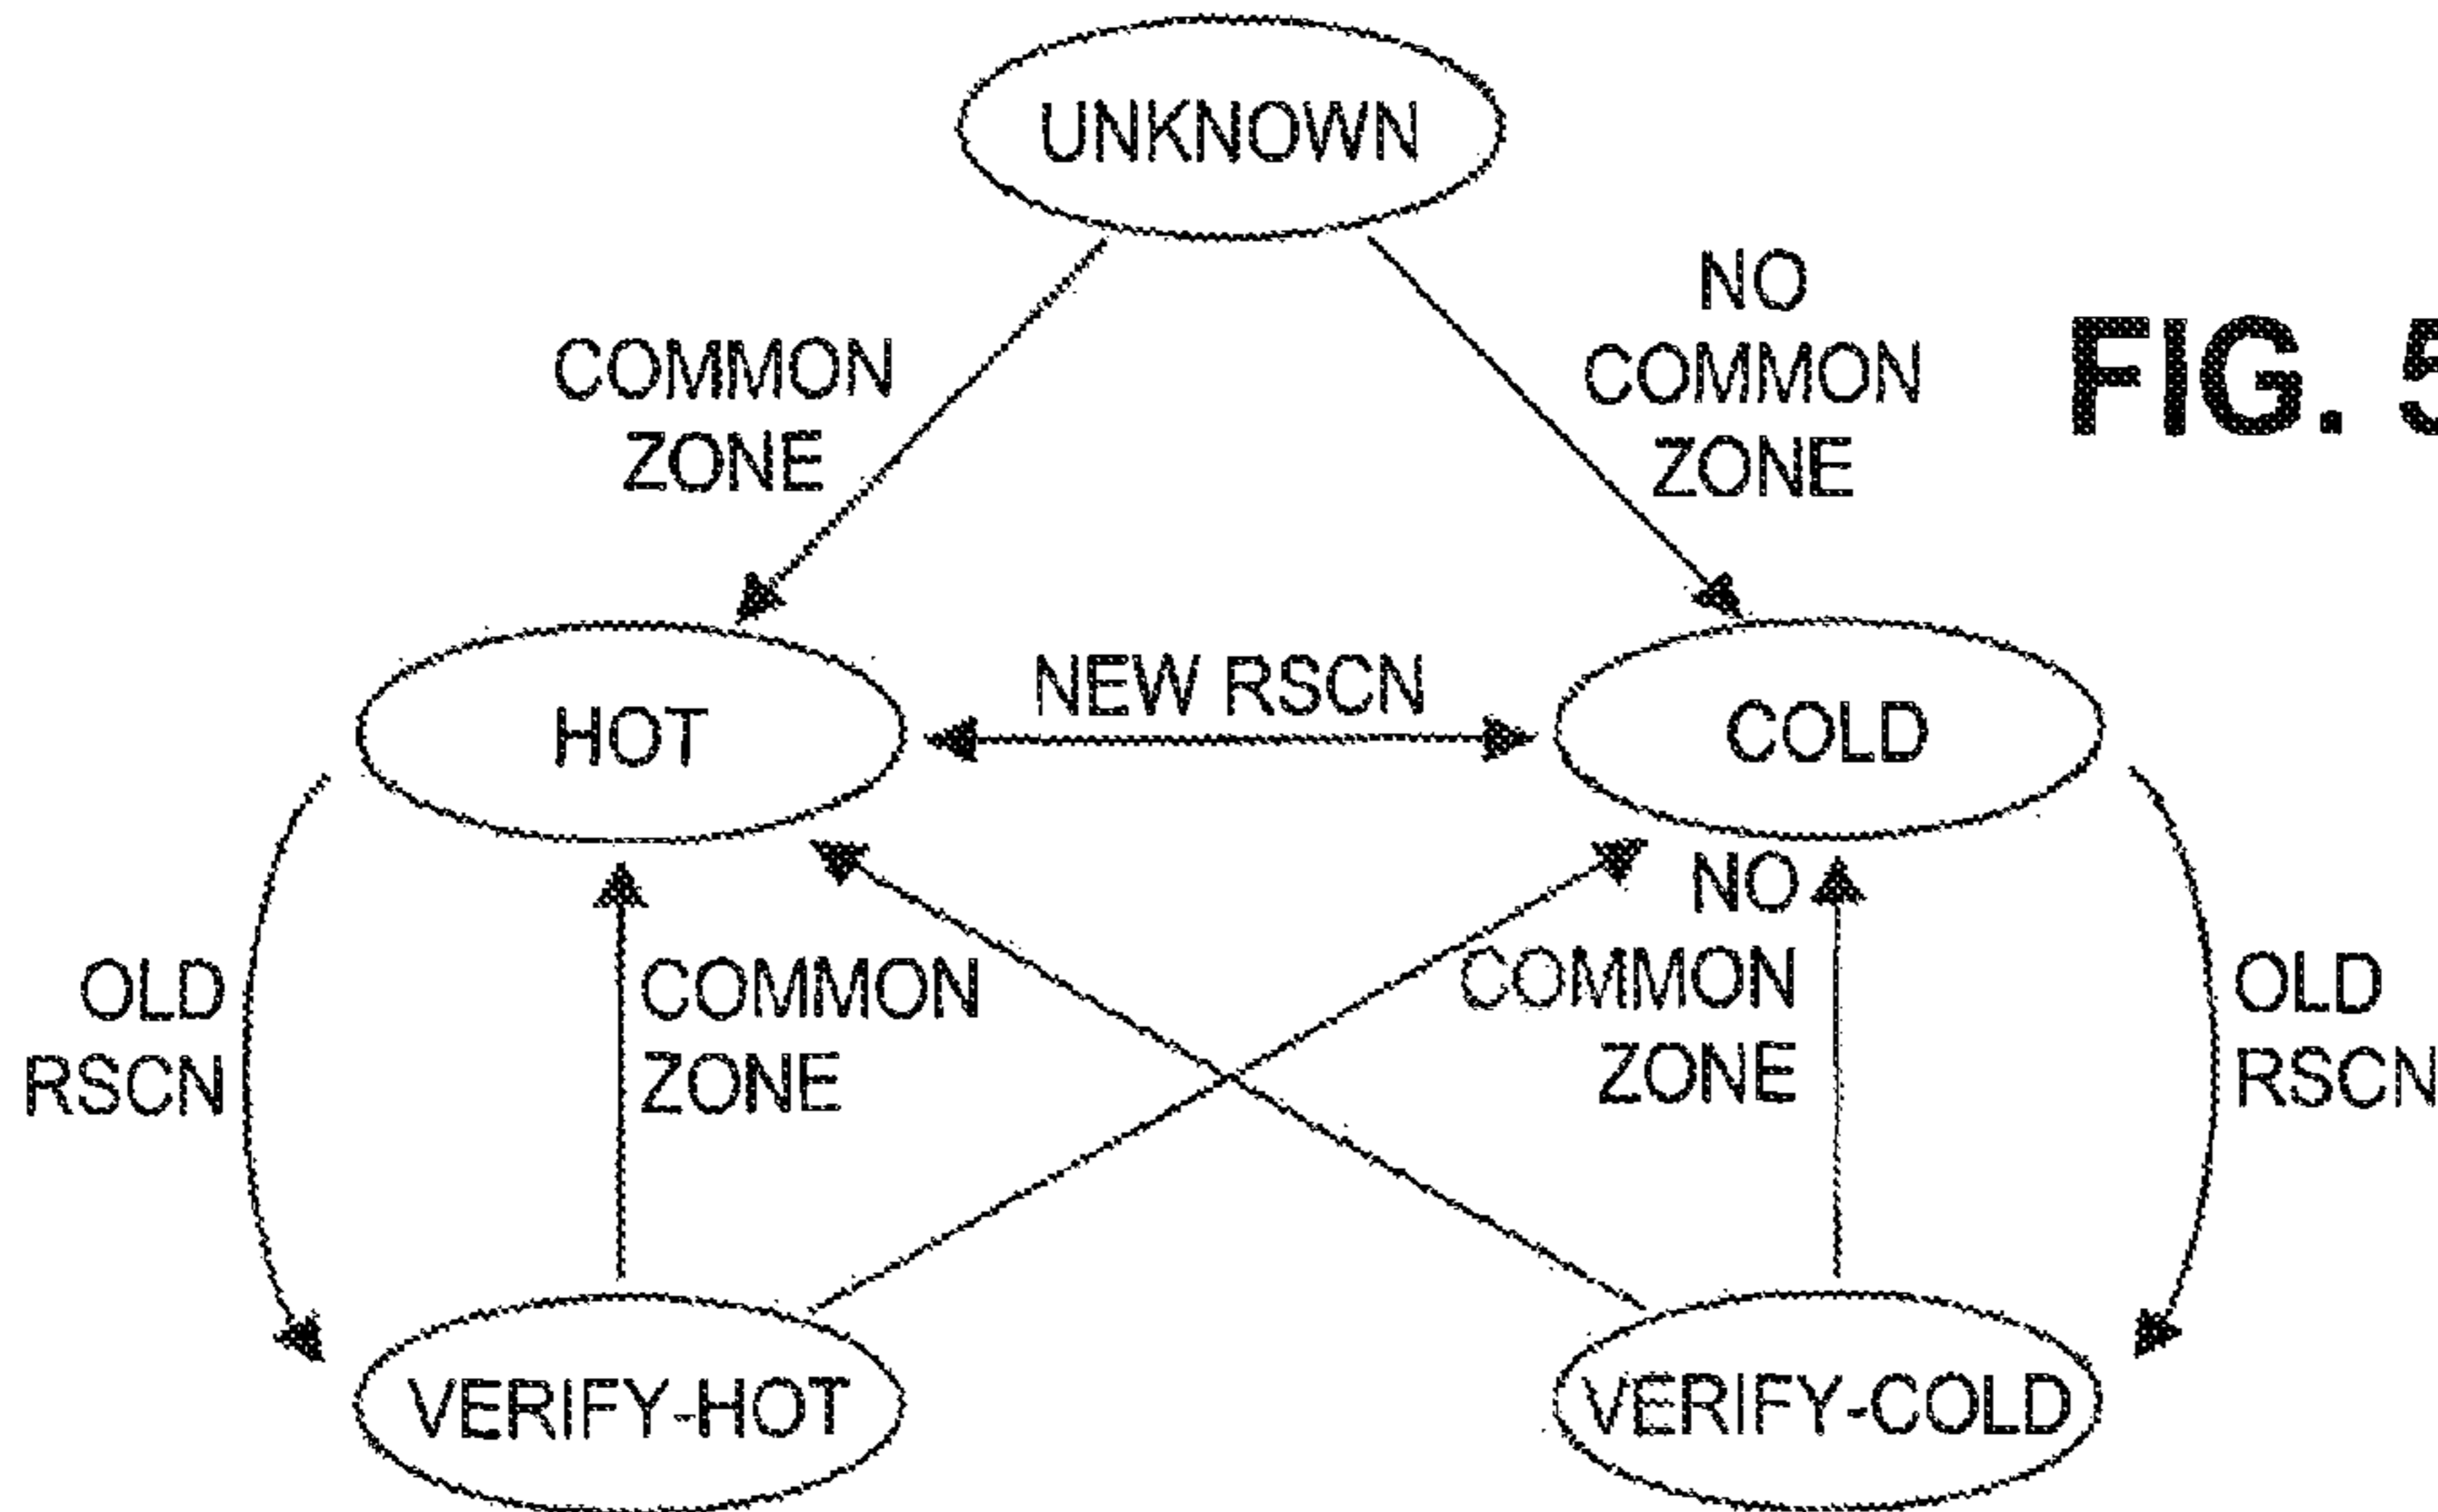 UNKNOWN
COMMON
ZONE
NO
COMMON
ZONE
FIG. 5
HOT
NEW RSCN
COLD
OLD
RSCN
COMMON
ZONE
NO
COMMON
ZONE
OLD
RSCN
VERIFY-HOT
VERIFY-COLD